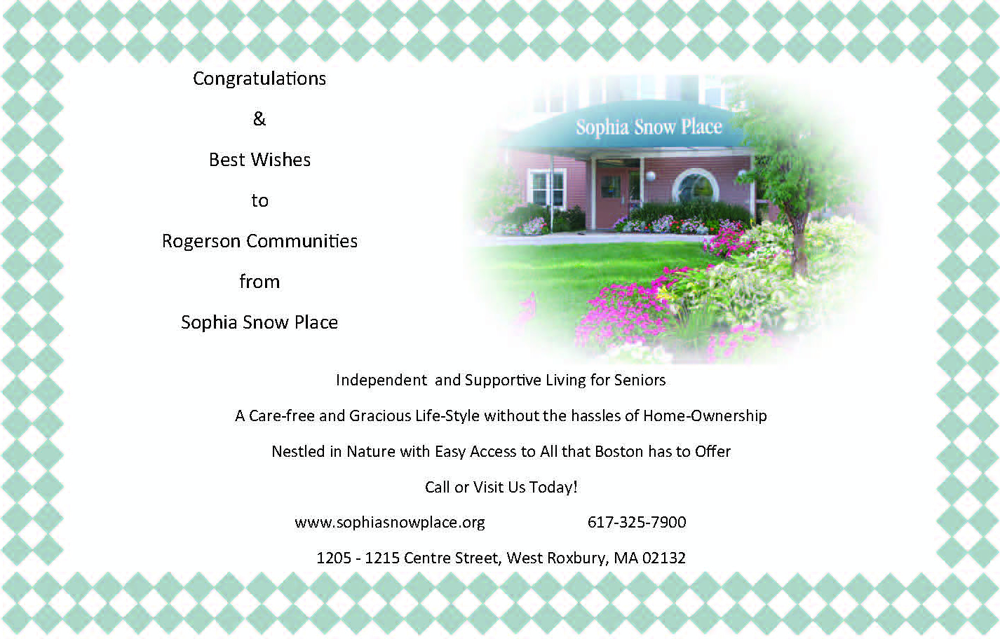 Congratulations
&
Best Wishes
to
Rogerson Communities
from
Sophia Snow Place
Sophia Snow Place
Independent and Supportive Living for Seniors
A Care-free and Gracious Life-Style without the hassles of Home-Ownership
Nestled in Nature with Easy Access to All that Boston has to Offer
Call or Visit Us Today!
www.sophiasnowplace.org 617-325-7900
1205 - 1215 Centre Street, West Roxbury, MA 02132